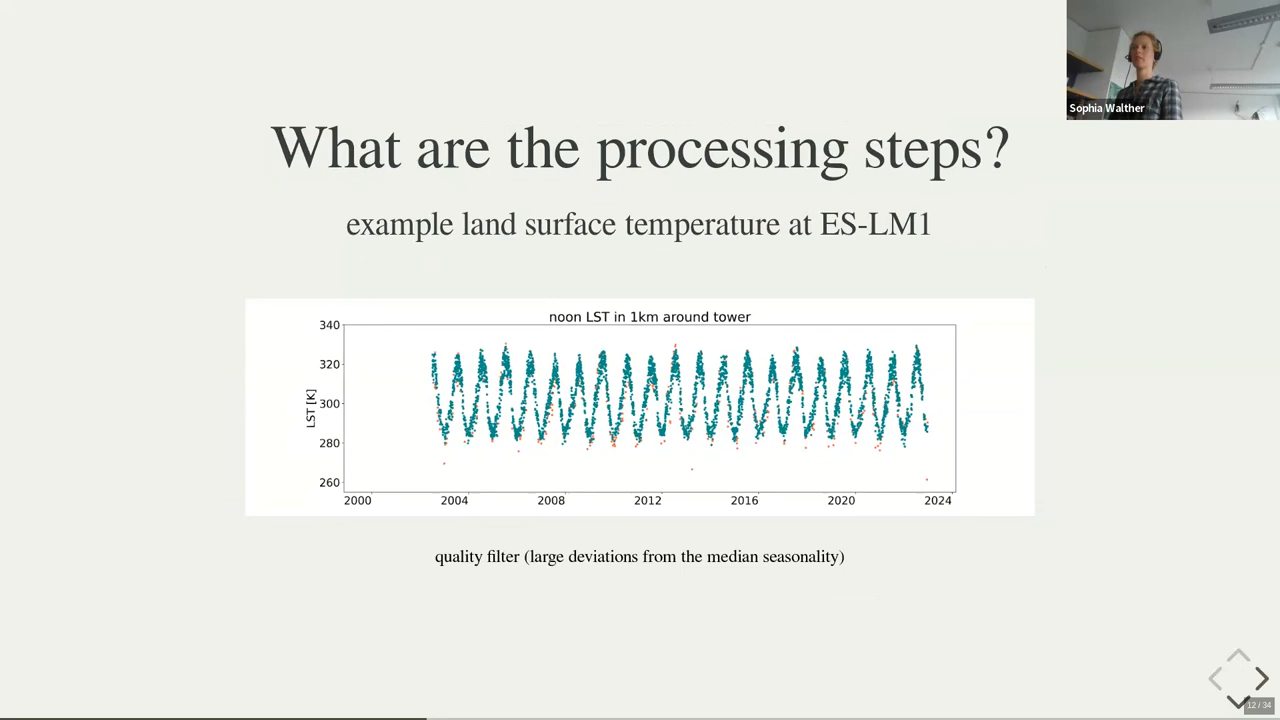 Sophia Walther
What are the processing steps?
example land surface temperature at ES-LM1
noon LST in 1km around tower
340
320
300
280
260
LST [K]
2000 2004 2008 2012 2016 2020 2024
quality filter (large deviations from the median seasonality)
12 / 34